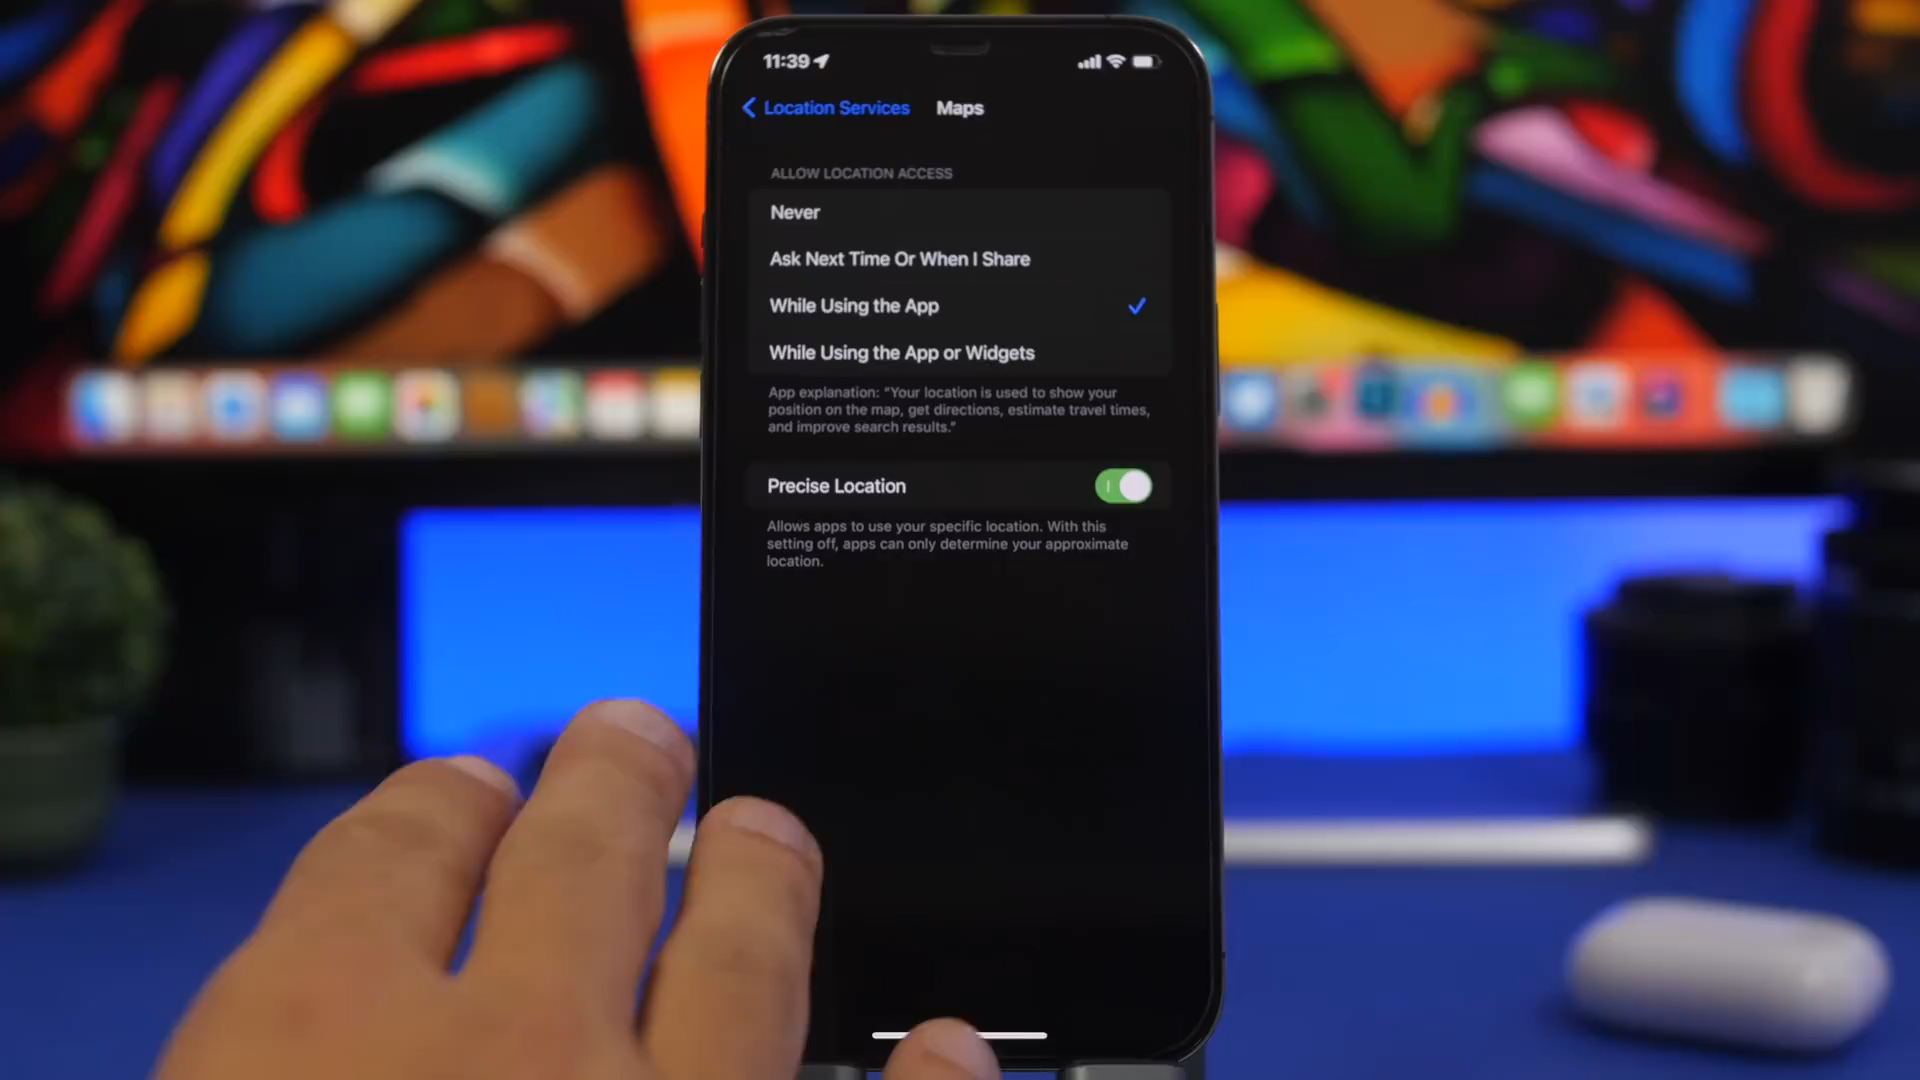 11:39
Location Services
Maps
ALLOW LOCATION ACCESS
Never
Ask Next Time Or When I Share
While Using the App
While Using the App or Widgets
App explanation: “Your location is used to show your
position on the map, get directions, estimate travel times,
and improve search results.”
Precise Location
Allows apps to use your specific location. With this
setting off, apps can only determine your approximate
location.